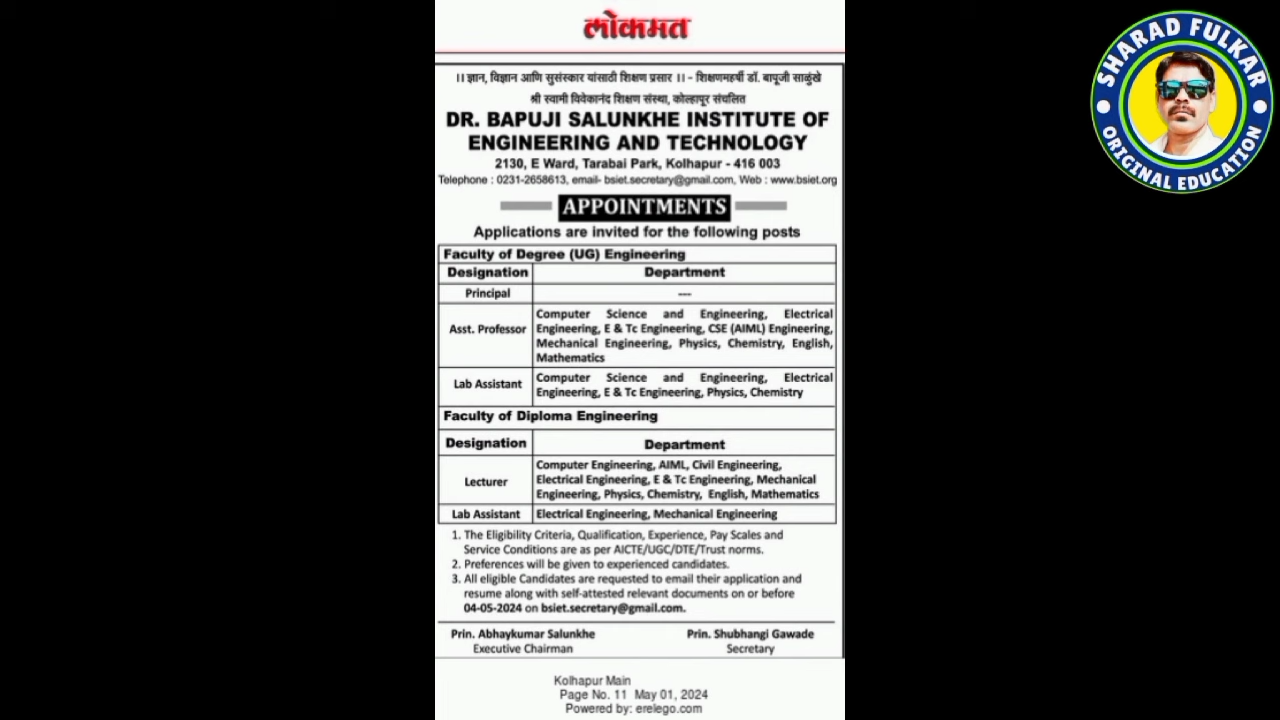 लोकमत
SHARAD FULKAR
ORIGINAL EDUCATION
।। ज्ञान, विज्ञान आणि सुसंस्कार यांसाठी शिक्षण प्रसार ।। - शिक्षणमहर्षी डॉ. बापूजी साळुंखे
श्री स्वामी विवेकानंद शिक्षण संस्था, कोल्हापूर संचलित
DR. BAPUJI SALUNKHE INSTITUTE OF
ENGINEERING AND TECHNOLOGY
2130, E Ward, Tarabai Park, Kolhapur - 416 003
Telephone : 0231-2658613, email- bsiet.secretary@gmail.com, Web : www.bsiet.org
APPOINTMENTS
Applications are invited for the following posts
Faculty of Degree (UG) Engineering
Designation Department
Principal ---
Asst. Professor
Computer Science and Engineering, Electrical
Engineering, E & Tc Engineering, CSE (AIML) Engineering,
Mechanical Engineering, Physics, Chemistry, English,
Mathematics
Lab Assistant
Computer Science and Engineering, Electrical
Engineering, E & Tc Engineering, Physics, Chemistry
Faculty of Diploma Engineering
Designation Department
Lecturer
Computer Engineering, AIML, Civil Engineering,
Electrical Engineering, E & Tc Engineering, Mechanical
Engineering, Physics, Chemistry, English, Mathematics
Lab Assistant Electrical Engineering, Mechanical Engineering
1. The Eligibility Criteria, Qualification, Experience, Pay Scales and
Service Conditions are as per AICTE/UGC/DTE/Trust norms.
2. Preferences will be given to experienced candidates.
3. All eligible Candidates are requested to email their application and
resume along with self-attested relevant documents on or before
04-05-2024 on bsiet.secretary@gmail.com.
Prin. Abhaykumar Salunkhe Prin. Shubhangi Gawade
Executive Chairman Secretary
Kolhapur Main
Page No. 11 May 01, 2024
Powered by: erelego.com